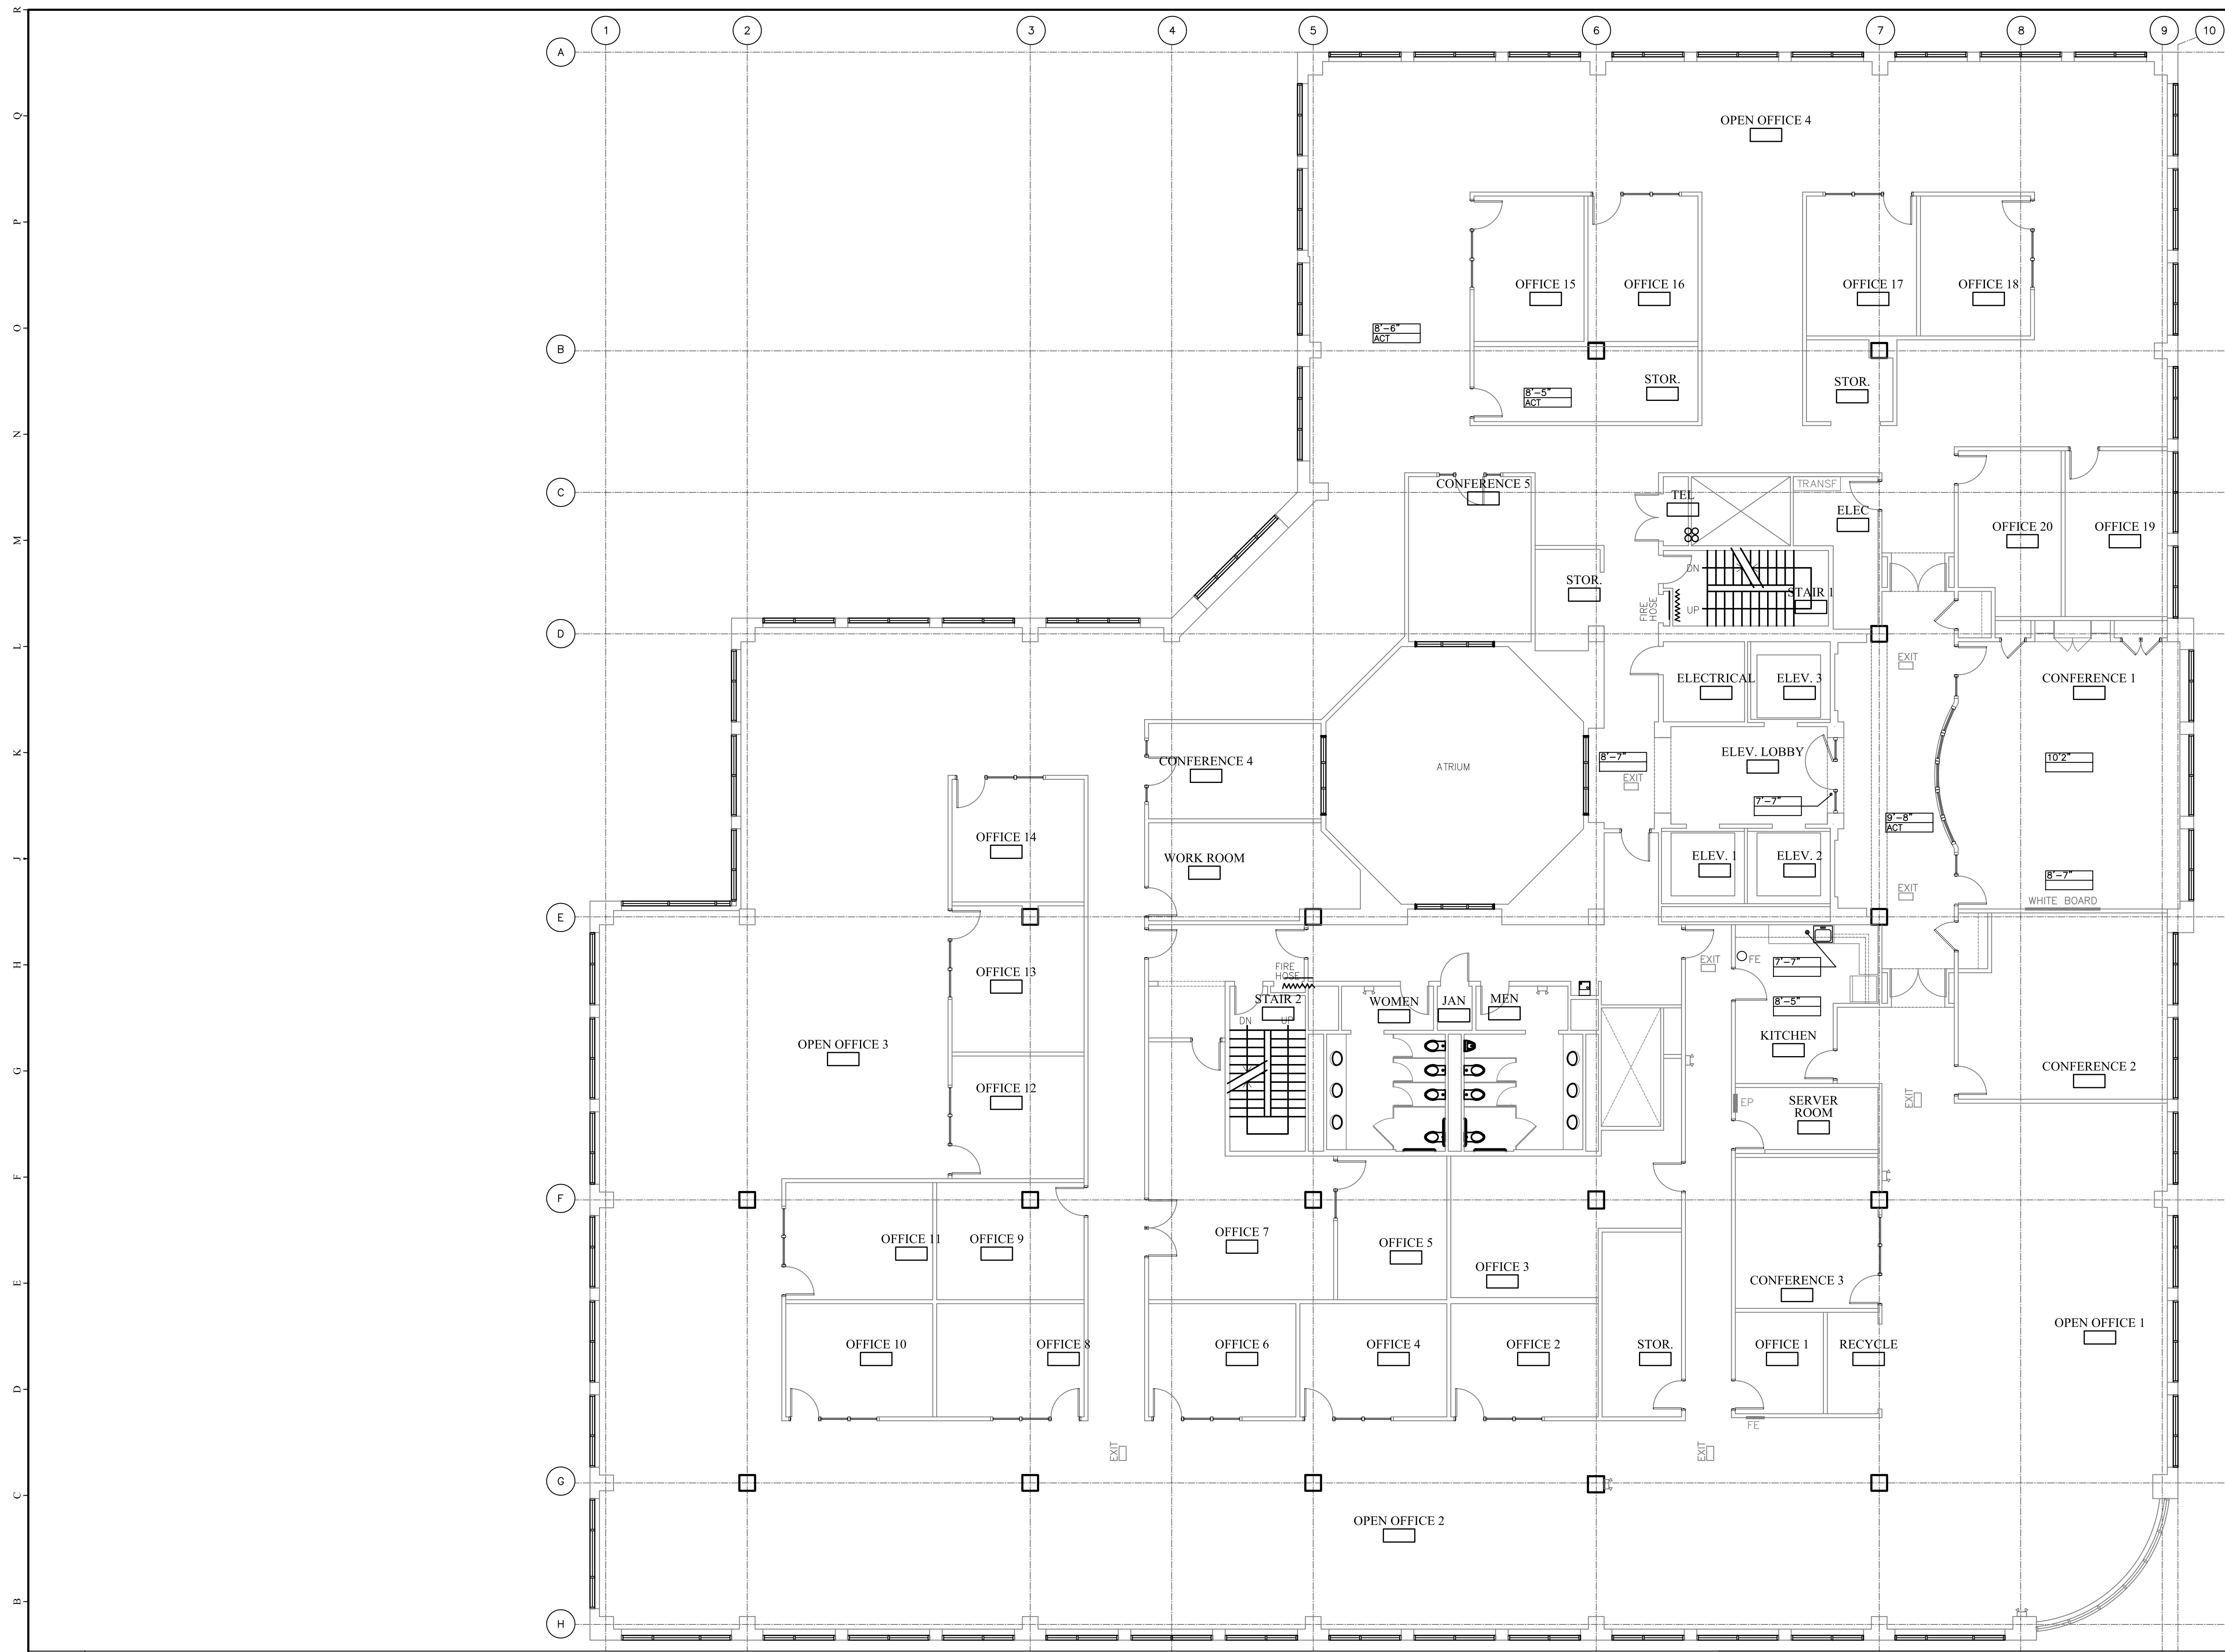 R
1 2 3 4 5 6 7 8 9 10
A
Q
OPEN OFFICE 4
P
OFFICE 15
OFFICE 16
OFFICE 17
OFFICE 18
O
8'-6"
ACT
B
STOR.
STOR.
8'-5"
ACT
N
CONFERENCE 5
TRANSF
C
TEL
ELEC
OFFICE 20
OFFICE 19
M
DN
STOR.
STAIR 1
FIRE
HOSE
UP
D
L
EXIT
ELECTRICAL
ELEV. 3
CONFERENCE 1
K
ELEV. LOBBY
8'-7"
10'2"
CONFERENCE 4
ATRIUM
EXIT
7'-7"
9'-8"
ACT
OFFICE 14
J
WORK ROOM
ELEV. 1
ELEV. 2
8'-7"
EXIT
WHITE BOARD
E
H
FIRE
HOSE
EXIT
FE
7'-7"
OFFICE 13
STAIR 2
WOMEN
JAN
MEN
8'-5"
DN
UP
KITCHEN
OPEN OFFICE 3
G
CONFERENCE 2
OFFICE 12
EP
SERVER
ROOM
EXIT
F
F
OFFICE 7
OFFICE 11
OFFICE 9
OFFICE 5
OFFICE 3
E
CONFERENCE 3
OPEN OFFICE 1
OFFICE 10
OFFICE 8
OFFICE 6
OFFICE 4
OFFICE 2
STOR.
OFFICE 1
RECYCLE
D
FE
EXIT
EXIT
G
C
OPEN OFFICE 2
B
H